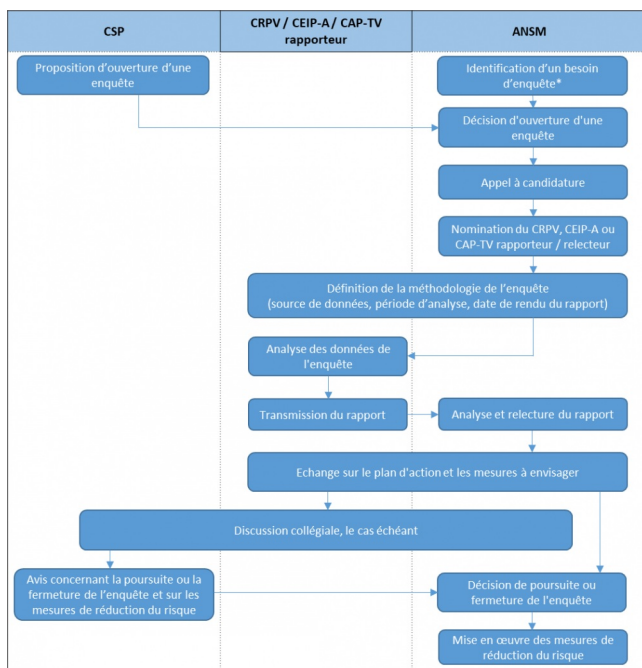 CSP
CRPV / CEIP-A / CAP-TV
rapporteur
ANSM
Proposition d'ouverture d'une
enquête
Identification d'un besoin
d'enquête*
Décision d'ouverture d'une
enquête
Appel à candidature
Nomination du CRPV, CEIP-A ou
CAP-TV rapporteur / relecteur
Définition de la méthodologie de l'enquête
(source de données, période d'analyse, date de rendu du rapport)
Analyse des données de
l'enquête
Transmission du rapport
Analyse et relecture du rapport
Echange sur le plan d'action et les mesures à envisager
Discussion collégiale, le cas échéant
Avis concernant la poursuite ou la
fermeture de l'enquête et sur les
mesures de réduction du risque
Décision de poursuite ou
fermeture de l'enquête
Mise en œuvre des mesures de
réduction du risque